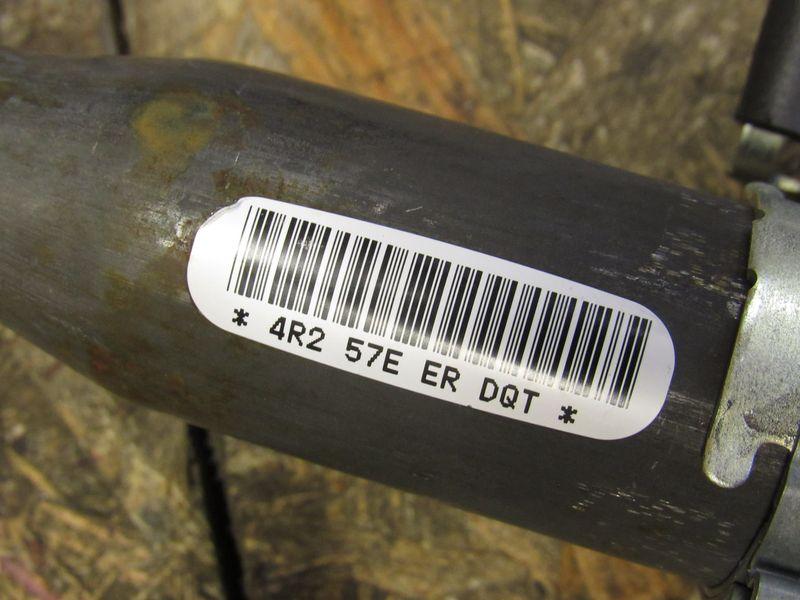 * 4R2 57E ER DQT *